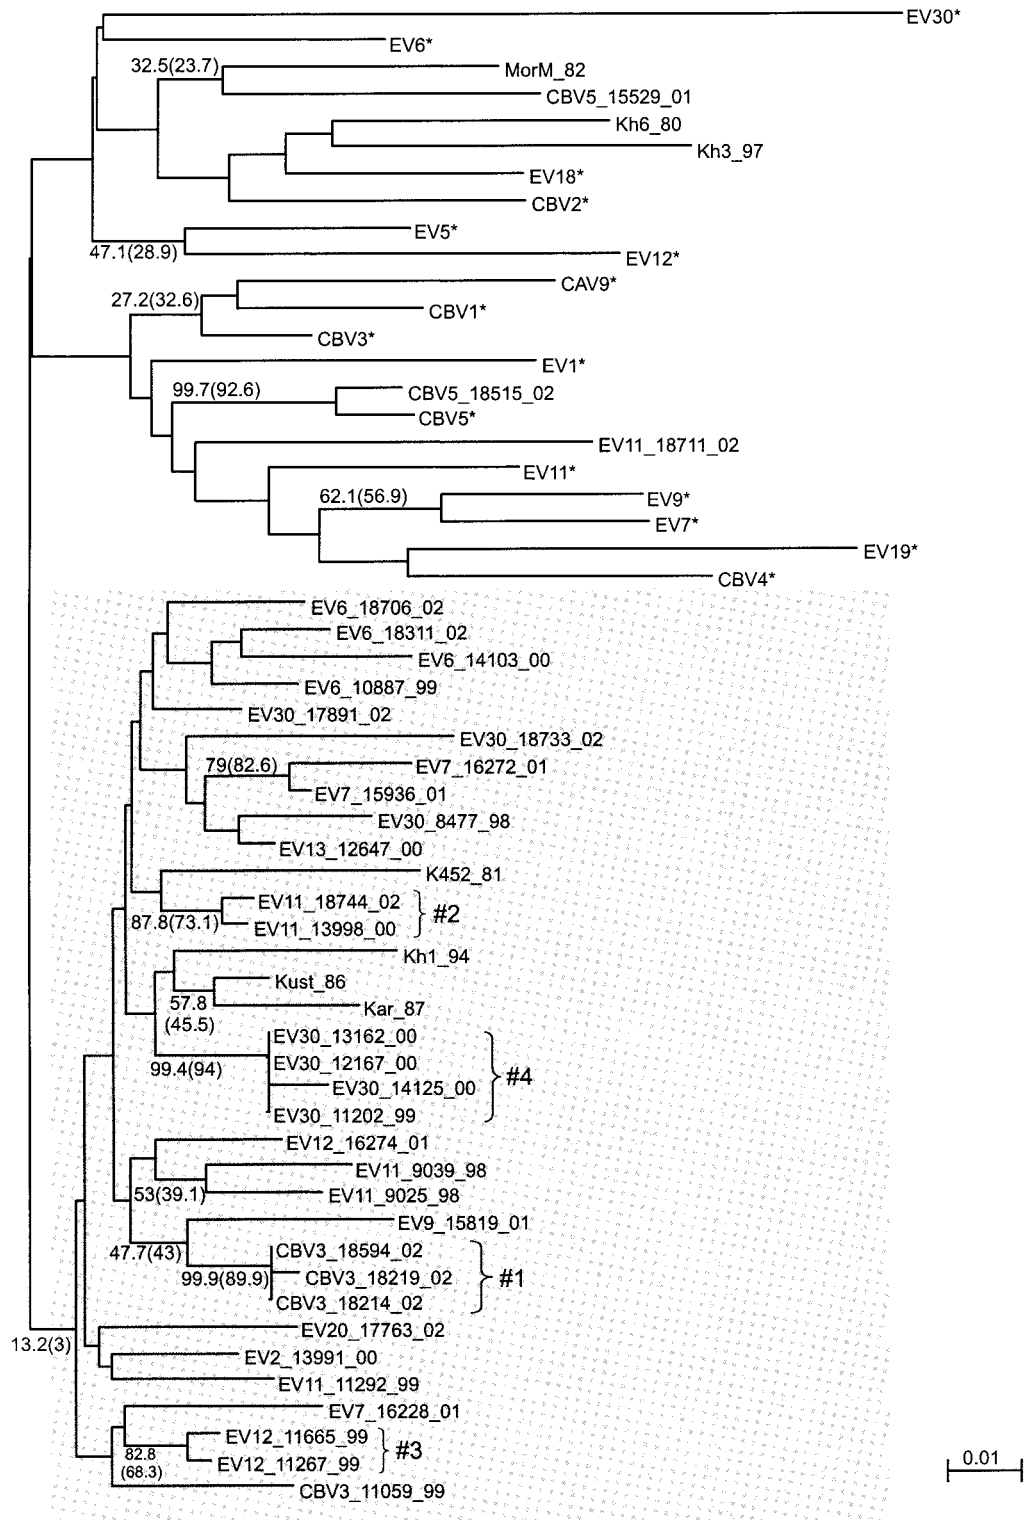 EV30*
EV6*
32.5(23.7)
MorM_82
CBV5_15529_01
Kh6_80
Kh3_97
EV18*
CBV2*
EV5*
47.1(28.9)
EV12*
CAV9*
27.2(32.6)
CBV1*
CBV3*
EV1*
99.7(92.6)
CBV5_18515_02
CBV5*
EV11_18711_02
EV11*
62.1(56.9)
EV9*
EV7*
EV19*
CBV4*
EV6_18706_02
EV6_18311_02
EV6_14103_00
EV6_10887_99
EV30_17891_02
EV30_18733_02
79(82.6)
EV7_16272_01
EV7_15936_01
EV30_8477_98
EV13_12647_00
K452_81
EV11_18744_02
87.8(73.1)
#2
EV11_13998_00
Kh1_94
Kust_86
57.8
(45.5)
Kar_87
EV30_13162_00
EV30_12167_00
99.4(94)
#4
EV30_14125_00
EV30_11202_99
EV12_16274_01
EV11_9039_98
53(39.1)
EV11_9025_98
EV9_15819_01
47.7(43)
CBV3_18594_02
99.9(89.9)
CBV3_18219_02
#1
CBV3_18214_02
EV20_17763_02
13.2(3)
EV2_13991_00
EV11_11292_99
EV7_16228_01
EV12_11665_99
82.8
(68.3)
#3
EV12_11267_99
0.01
CBV3_11059_99